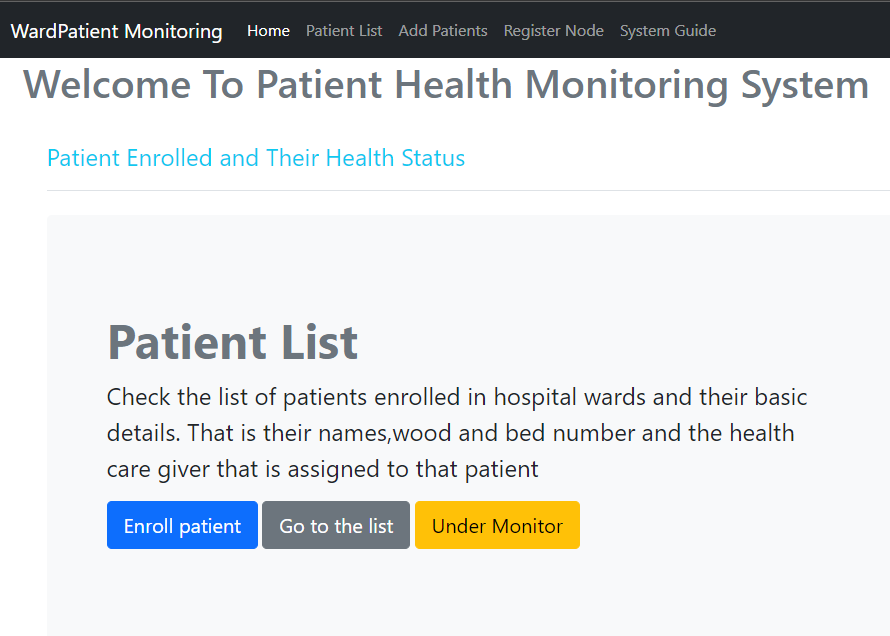 WardPatient Monitoring Home Patient List Add Patients Register Node System Guide
Welcome To Patient Health Monitoring System
Patient Enrolled and Their Health Status
Patient List
Check the list of patients enrolled in hospital wards and their basic
details. That is their names,wood and bed number and the health
care giver that is assigned to that patient
Enroll patient Go to the list Under Monitor